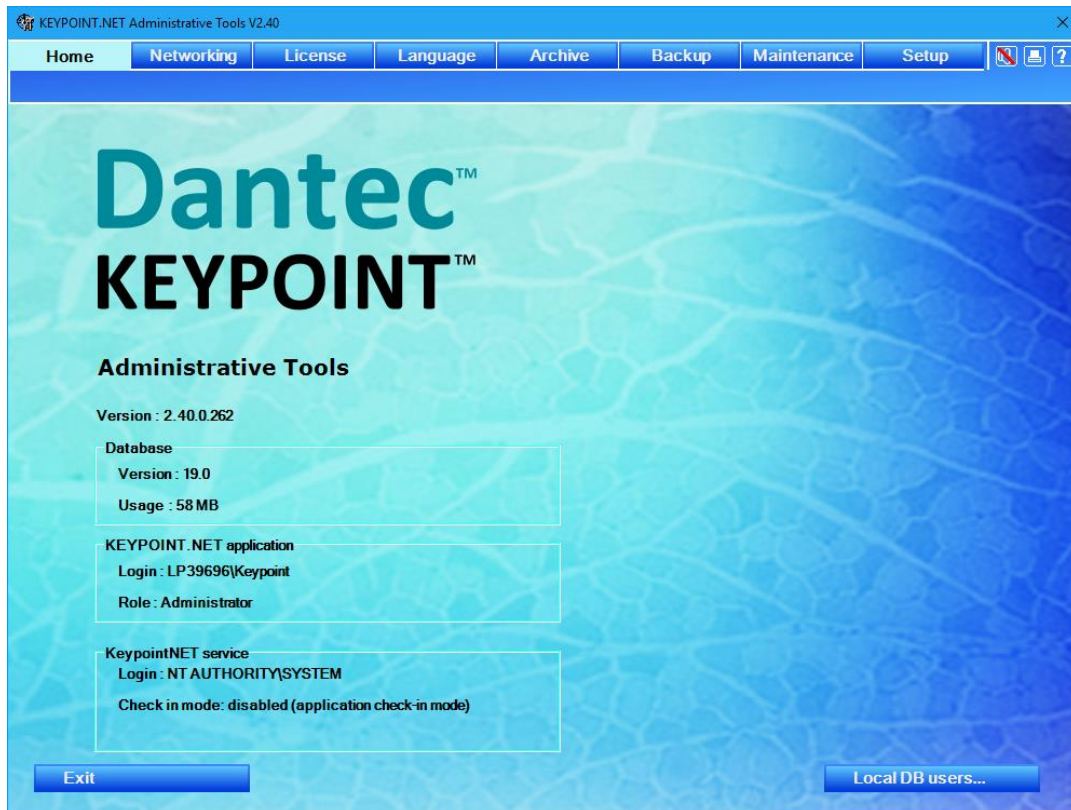 KEYPOINT.NET Administrative Tools V2.40
Home Networking License Language Archive Backup Maintenance Setup ?
Dantec™
KEYPOINT™
Administrative Tools
Version : 2.40.0.262
Database
Version : 19.0
Usage : 58 MB
KEYPOINT.NET application
Login : LP39696\Keypoint
Role : Administrator
KeypointNET service
Login : NT AUTHORITY\SYSTEM
Check in mode: disabled (application check-in mode)
Exit Local DB users...